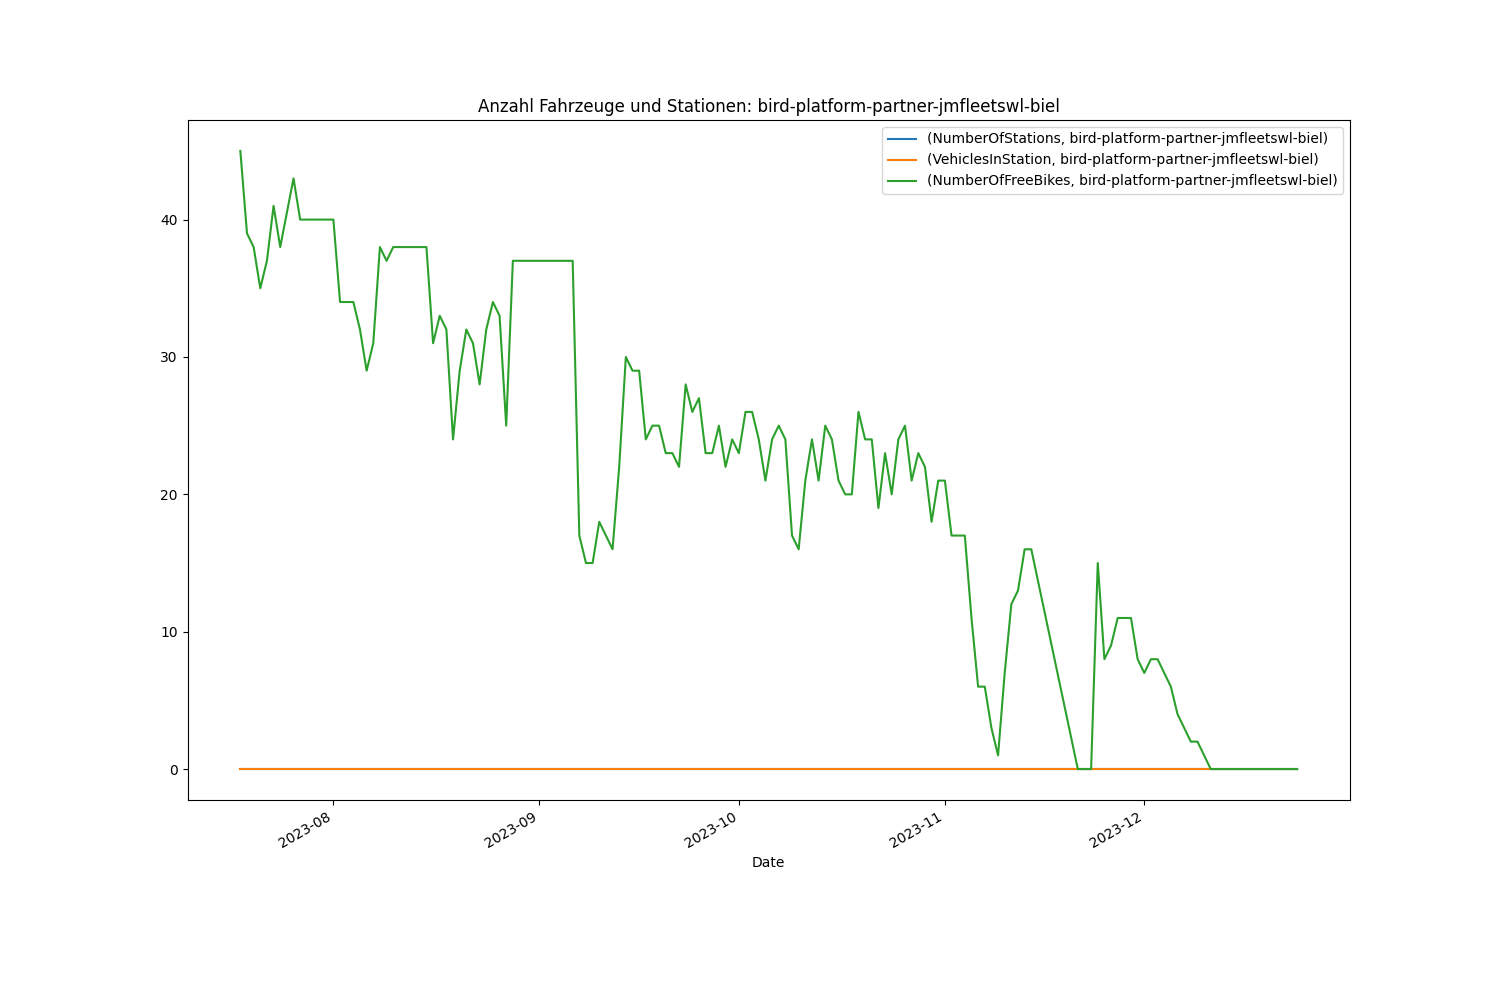 Anzahl Fahrzeuge und Stationen: bird-platform-partner-jmfleetswl-biel
(NumberOfStations, bird-platform-partner-jmfleetswl-biel)
(VehiclesInStation, bird-platform-partner-jmfleetswl-biel)
(NumberOfFreeBikes, bird-platform-partner-jmfleetswl-biel)
40
30
20
10
0
2023-08
2023-09
2023-10
2023-11
2023-12
Date